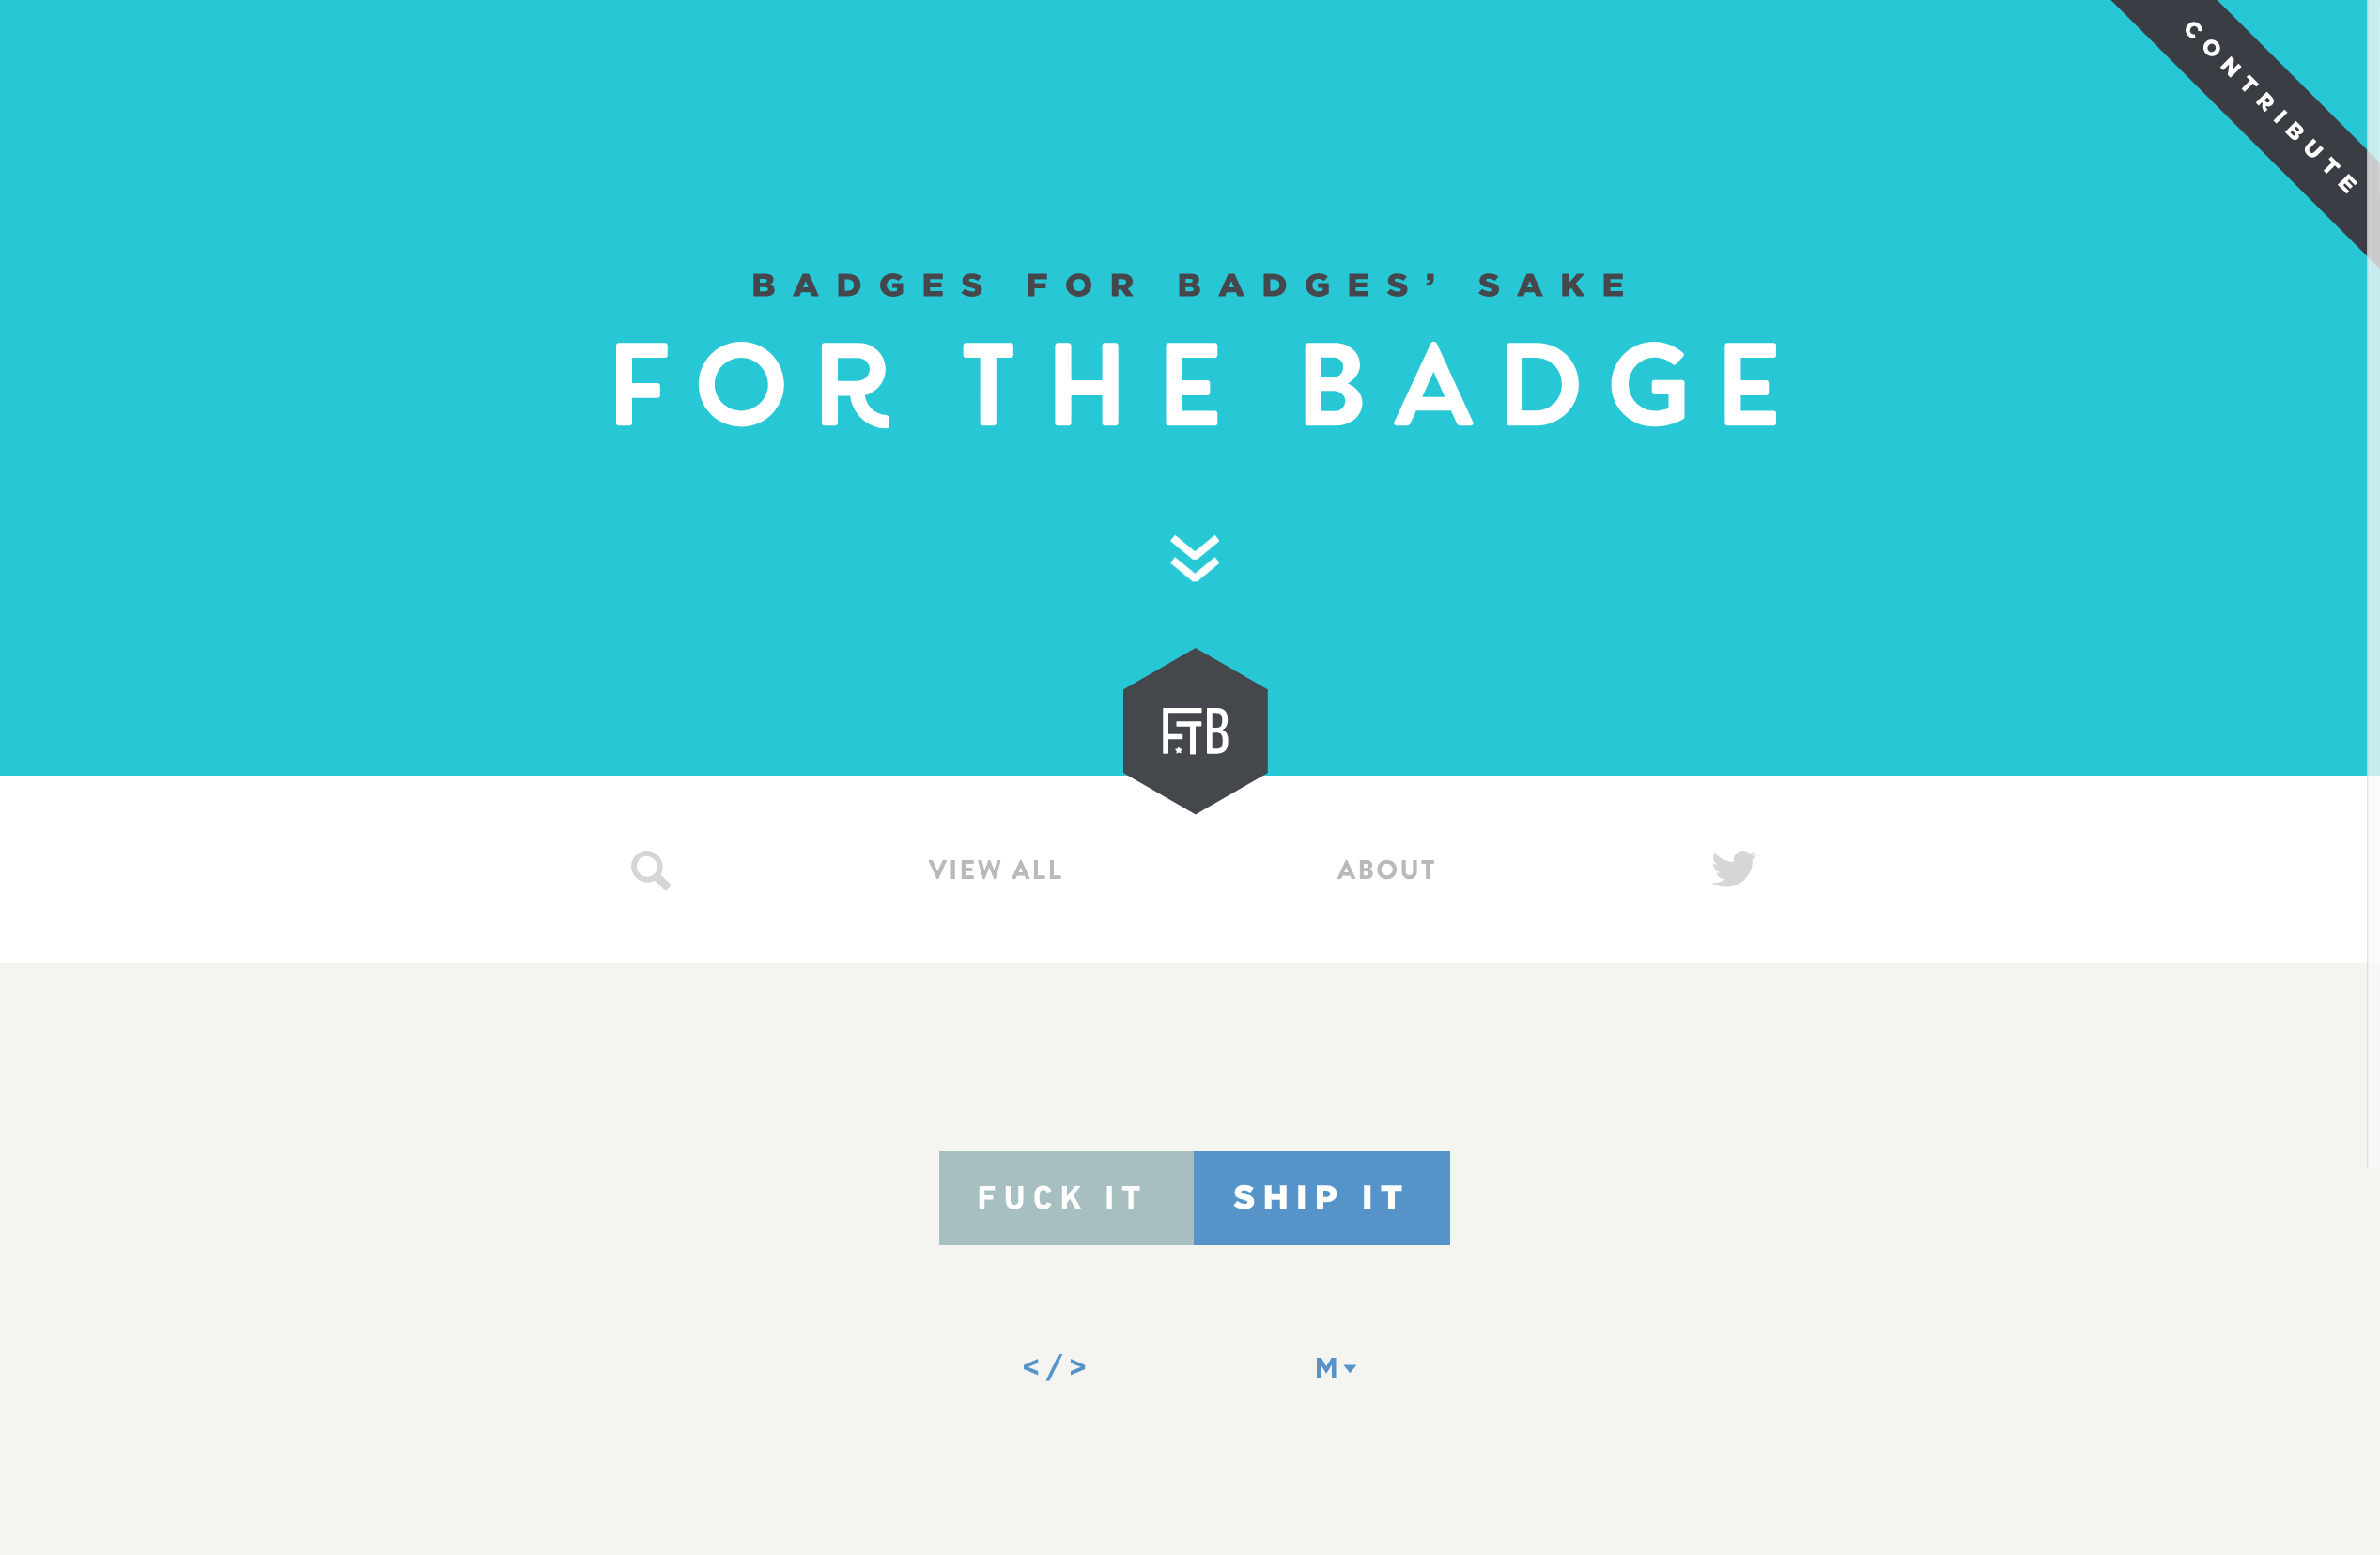 CONTRIBUTE
BADGES FOR BADGES’ SAKE
FOR THE BADGE
FTB
VIEW ALL ABOUT
FUCK IT SHIP IT
</> M